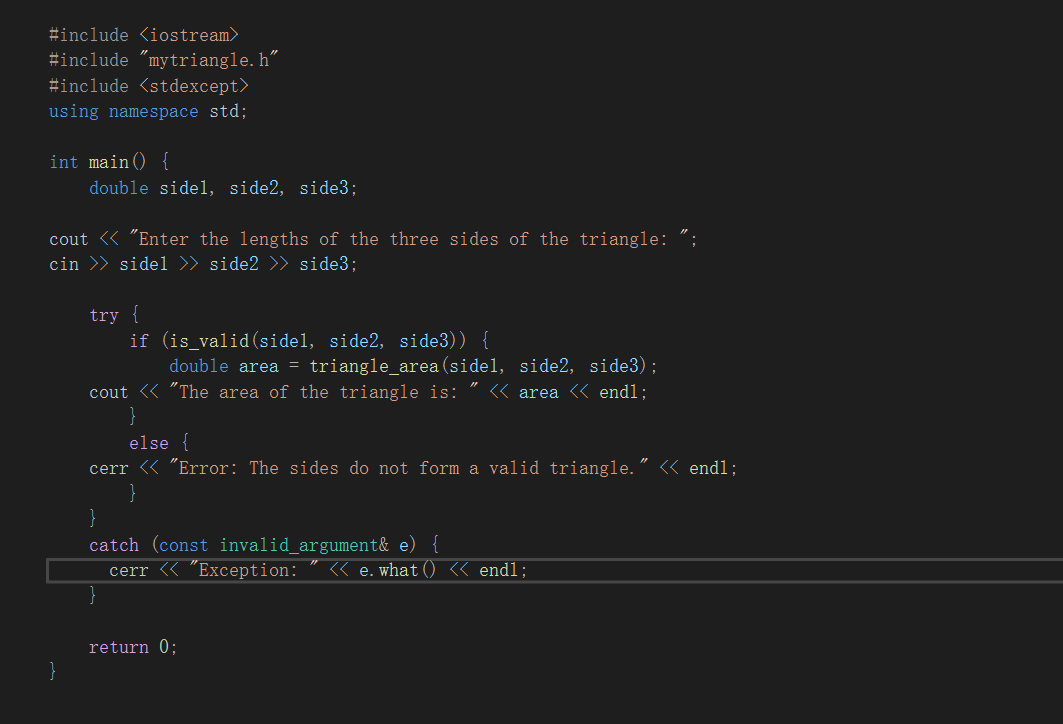 #include <iostream>
#include "mytriangle.h"
#include <stdexcept>
using namespace std;
int main() {
double side1, side2, side3;
cout << "Enter the lengths of the three sides of the triangle: ";
cin >> side1 >> side2 >> side3;
try {
if (is_valid(side1, side2, side3)) {
double area = triangle_area(side1, side2, side3);
cout << "The area of the triangle is: " << area << endl;
}
else {
cerr << "Error: The sides do not form a valid triangle." << endl;
}
}
catch (const invalid_argument& e) {
cerr << "Exception: " << e.what() << endl;
}
return 0;
}